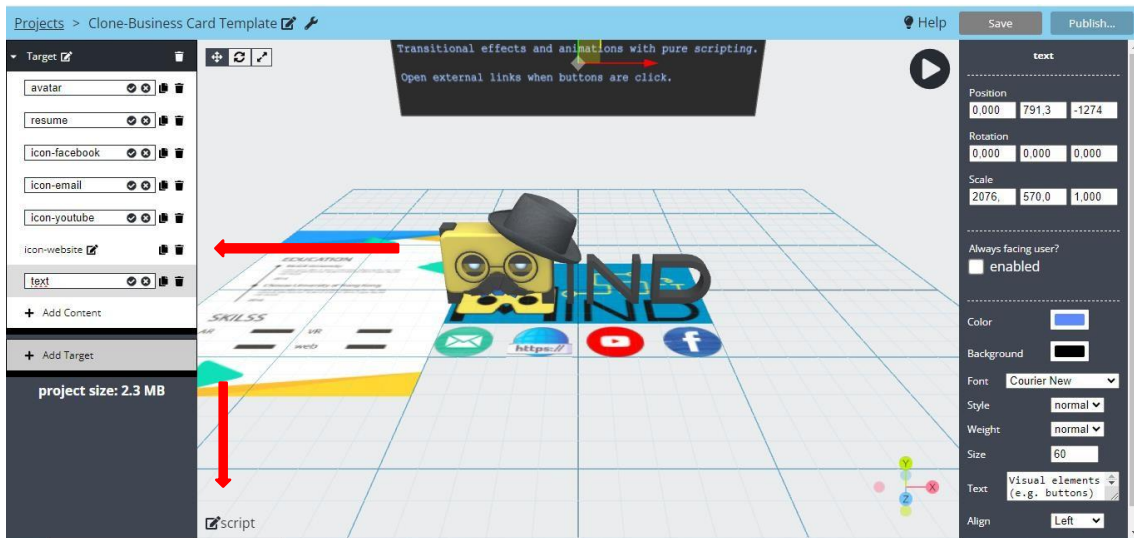 Projects > Clone-Business Card Template
Help
Save
Publish...
Target
avatar
resume
icon-facebook
icon-email
icon-youtube
icon-website
text
+ Add Content
+ Add Target
project size: 2.3 MB
Transitional effects and animations with pure scripting.
Open external links when buttons are click.
EDUCATION
SKILSS
AR
VR
web
MIND
https://
script
Y
X
Z
text
Position
0,000 791,3 -1274
Rotation
0,000 0,000 0,000
Scale
2076, 570,0 1,000
Always facing user?
enabled
Color
Background
Font Courier New
Style normal
Weight normal
Size 60
Text Visual elements
(e.g. buttons)
Align Left